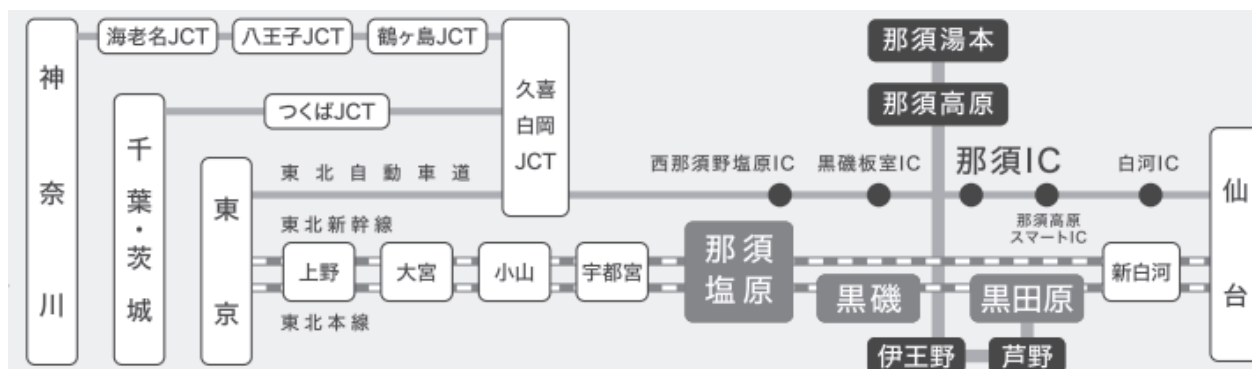 神奈川
海老名JCT
八王子JCT
鶴ヶ島JCT
久喜
白岡
JCT
千葉・茨城
つくばJCT
東京
東北自動車道
西那須野塩原IC
黒磯板室IC
那須IC
那須高原
スマートIC
白河IC
仙台
那須湯本
那須高原
東北新幹線
上野
大宮
小山
宇都宮
那須
塩原
黒磯
黒田原
新白河
東北本線
伊王野
芦野